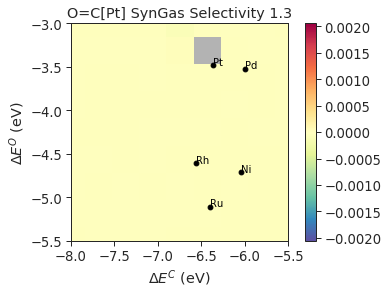 O=C[Pt] SynGas Selectivity 1.3
−3.0
−3.5
−4.0
−4.5
−5.0
−5.5
ΔE^O (eV)
Pt
Pd
Rh
Ni
Ru
−8.0 −7.5 −7.0 −6.5 −6.0 −5.5
ΔE^C (eV)
0.0020
0.0015
0.0010
0.0005
0.0000
−0.0005
−0.0010
−0.0015
−0.0020